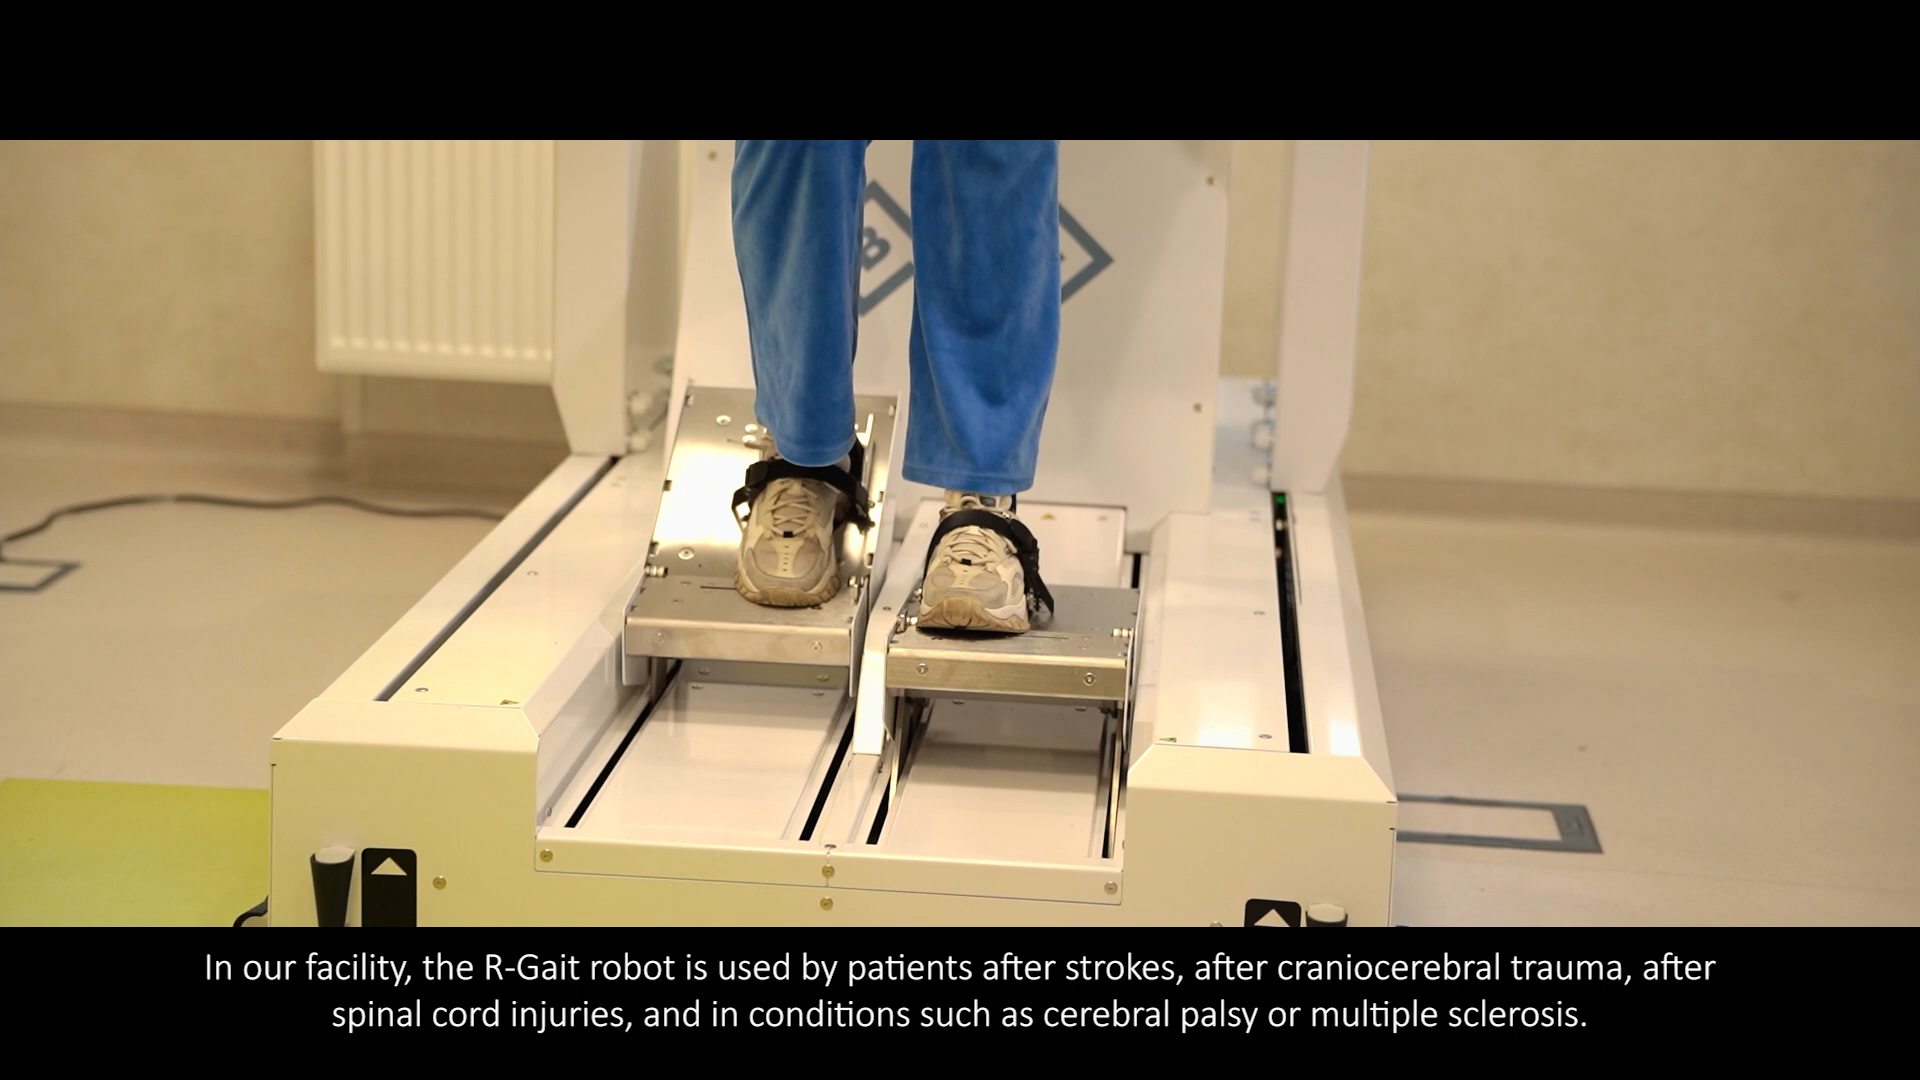 B
In our facility, the R-Gait robot is used by patients after strokes, after craniocerebral trauma, after
spinal cord injuries, and in conditions such as cerebral palsy or multiple sclerosis.